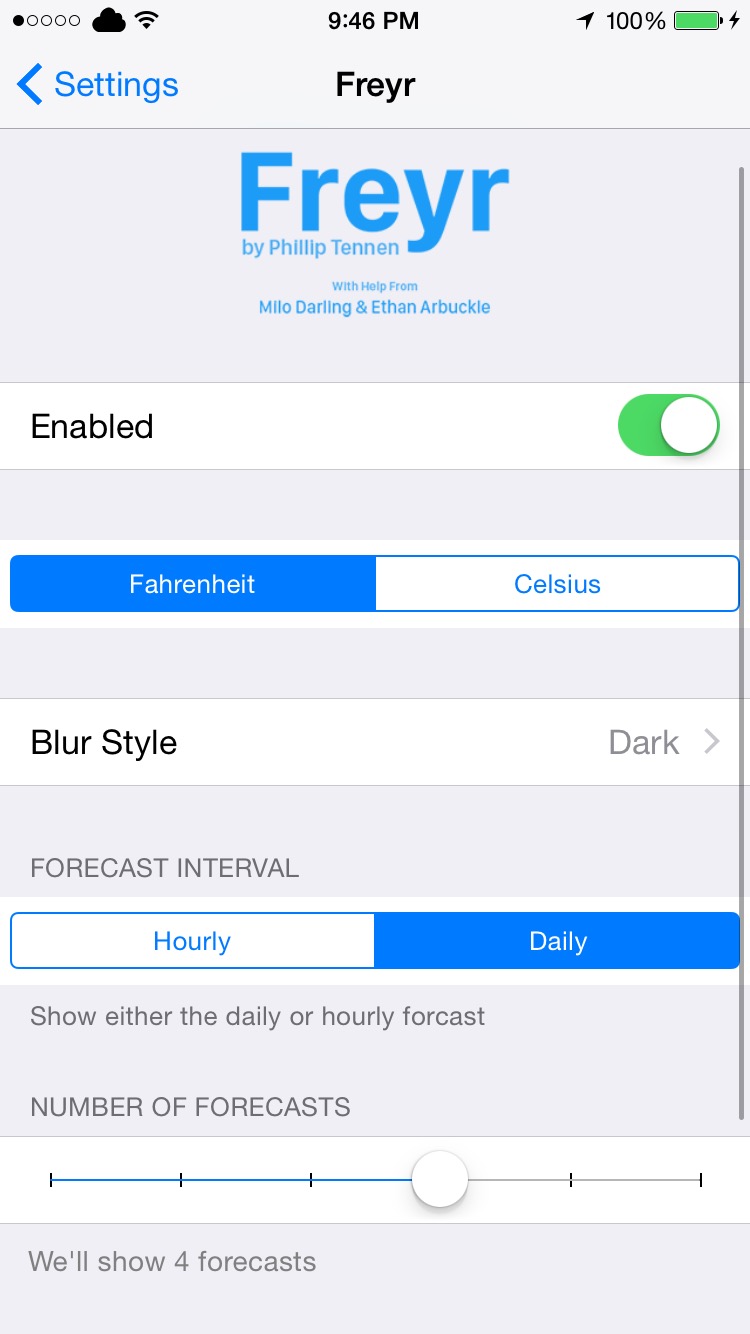 9:46 PM 100%
Settings Freyr
Freyr
by Phillip Tennen
With Help From
Milo Darling & Ethan Arbuckle
Enabled
Fahrenheit Celsius
Blur Style Dark
FORECAST INTERVAL
Hourly Daily
Show either the daily or hourly forcast
NUMBER OF FORECASTS
We'll show 4 forecasts